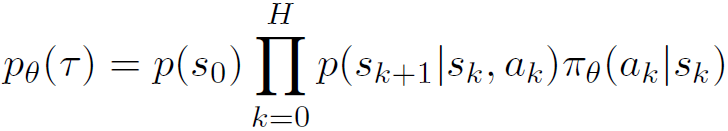 p_θ(τ) = p(s_0) ∏_{k=0}^{H} p(s_{k+1}|s_k, a_k)π_θ(a_k|s_k)